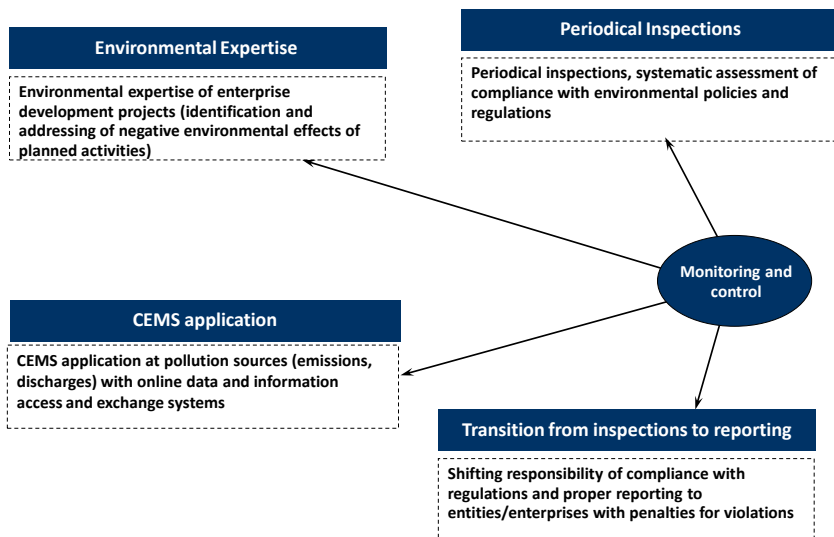 Environmental Expertise
Environmental expertise of enterprise
development projects (identification and
addressing of negative environmental effects of
planned activities)
Periodical Inspections
Periodical inspections, systematic assessment of
compliance with environmental policies and
regulations
Monitoring and
control
CEMS application
CEMS application at pollution sources (emissions,
discharges) with online data and information
access and exchange systems
Transition from inspections to reporting
Shifting responsibility of compliance with
regulations and proper reporting to
entities/enterprises with penalties for violations